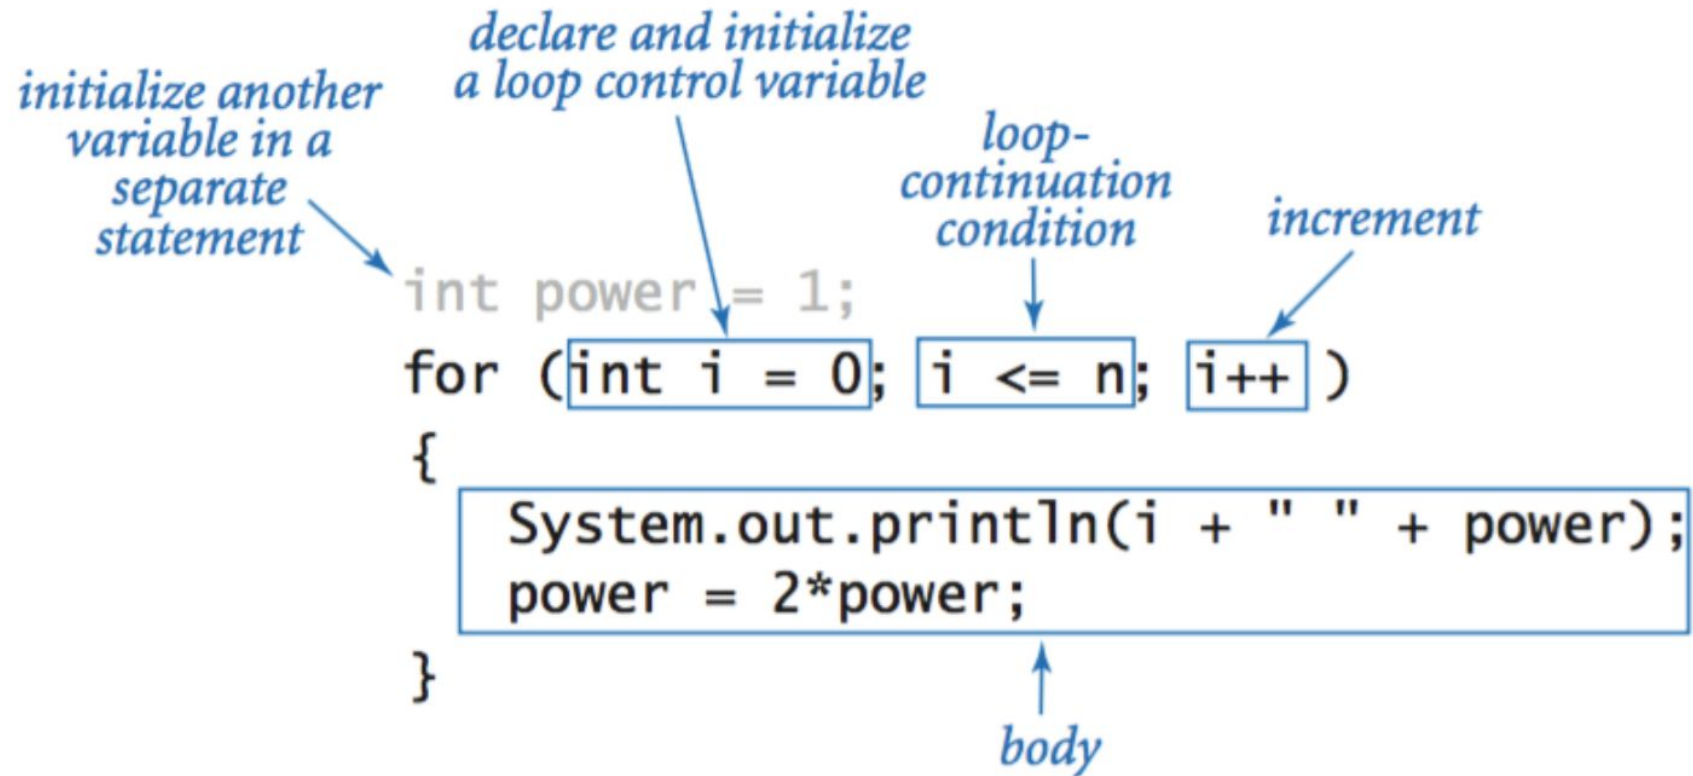 declare and initialize
a loop control variable
initialize another
variable in a
separate
statement
loop-
continuation
condition
increment
int power = 1;
for (int i = 0; i <= n; i++ )
{
System.out.println(i + " " + power);
power = 2*power;
}
body